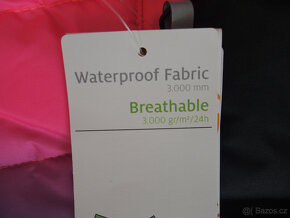 Waterproof Fabric
3.000 mm
Breathable
3.000 gr/m²/24h
Bazos.cz